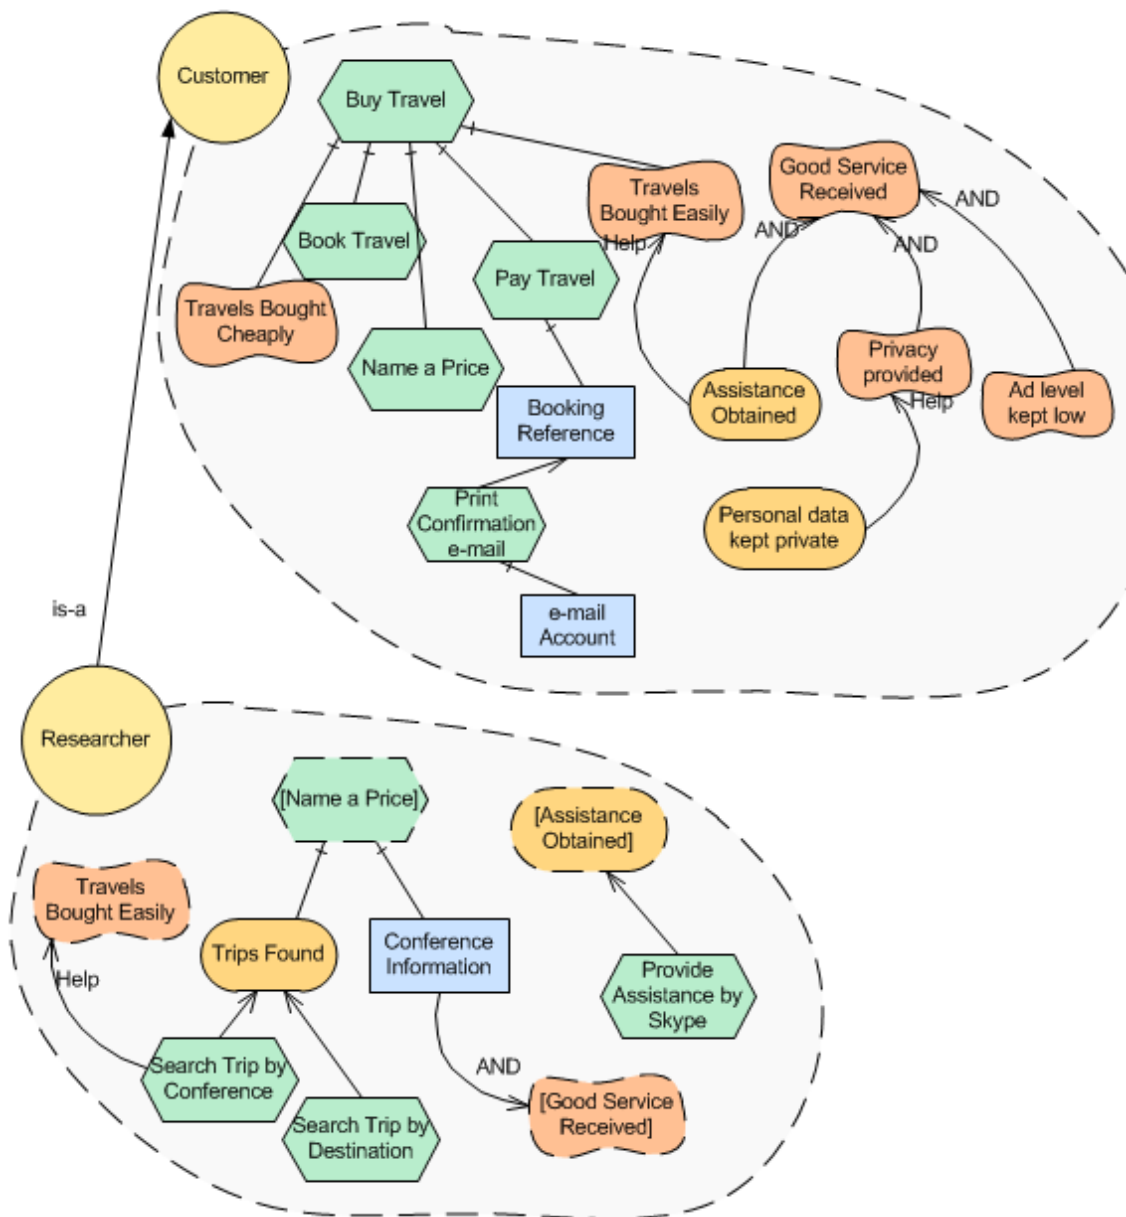 Customer
Buy Travel
Good Service
Received
Travels
Bought Easily
AND
AND
AND
Help
Book Travel
Pay Travel
Travels Bought
Cheaply
Name a Price
Privacy
provided
Help
Assistance
Obtained
Ad level
kept low
Booking
Reference
Print
Confirmation
e-mail
Personal data
kept private
e-mail
Account
is-a
Researcher
[Name a Price]
[Assistance
Obtained]
Travels
Bought Easily
Trips Found
Conference
Information
Help
Provide
Assistance by
Skype
Search Trip by
Conference
AND
[Good Service
Received]
Search Trip by
Destination